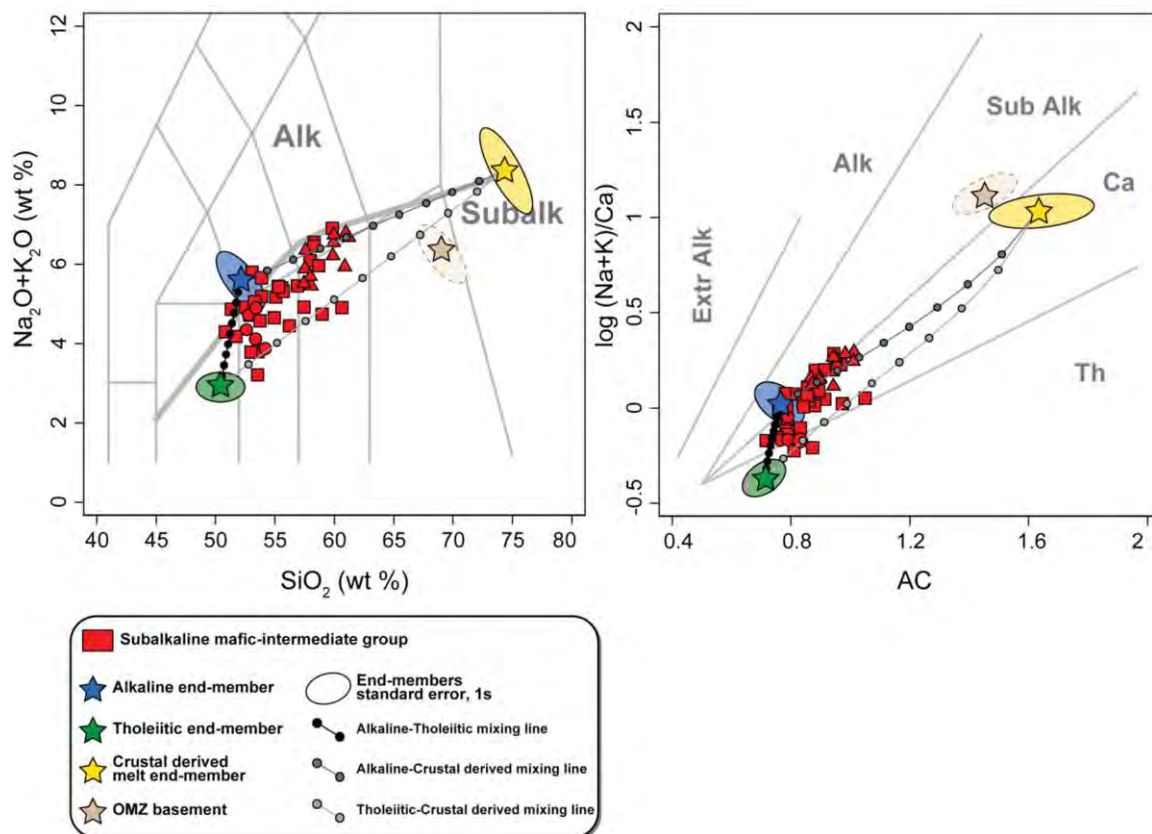 12
10
8
6
4
2
0
Na2O+K2O (wt %)
Alk
Subalk
41 45 50 55 60 65 70 75 80
SiO2 (wt %)
2
1.5
1
0.5
0
-0.5
log (Na+K)/Ca)
Extr Alk
Alk
Sub Alk
Ca
Th
0.4 0.8 1.2 1.6 2
AC
Subalkaline mafic-intermediate group
Alkaline end-member
Tholeiitic end-member
Crustal derived
melt end-member
OMZ basement
End-members
standard error, 1s
Alkaline-Tholeiitic mixing line
Alkaline-Crustal derived mixing line
Tholeiitic-Crustal derived mixing line